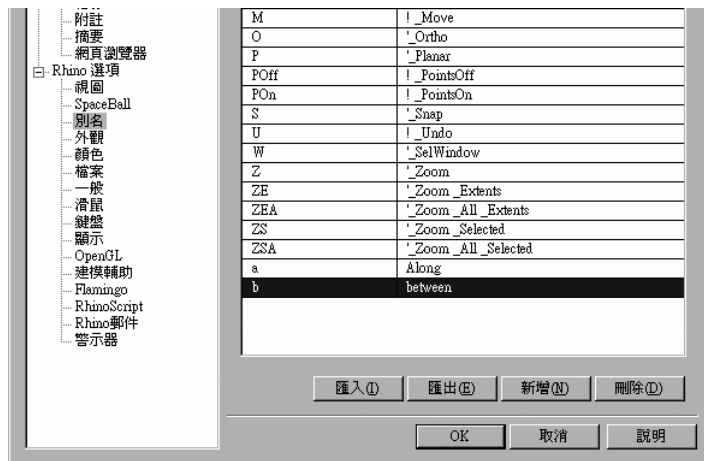 附註
摘要
網頁瀏覽器
Rhino 選項
視圖
SpaceBall
別名
外觀
顏色
檔案
一般
滑鼠
鍵盤
顯示
OpenGL
建模輔助
Flamingo
RhinoScript
Rhino郵件
警示器
M ! _Move
O '_Ortho
P '_Planar
POff ! _PointsOff
POn ! _PointsOn
S '_Snap
U ! _Undo
W '_SelWindow
Z '_Zoom
ZE '_Zoom _Extents
ZEA '_Zoom _All _Extents
ZS '_Zoom _Selected
ZSA '_Zoom _All _Selected
a Along
b between
匯入(I) 匯出(E) 新增(N) 刪除(D)
OK 取消 說明